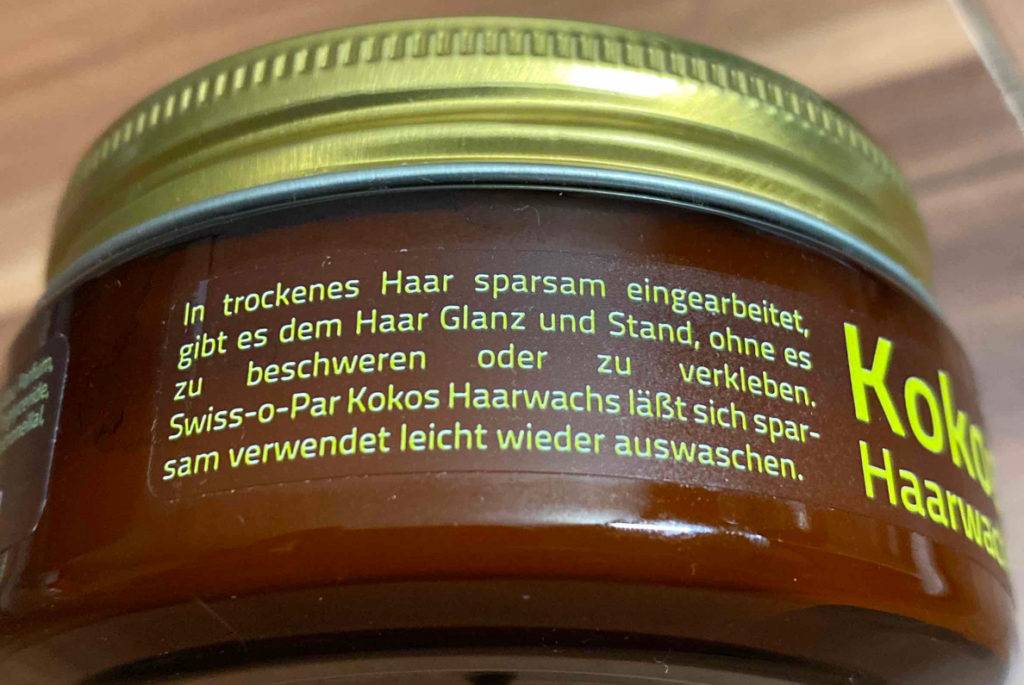 In trockenes Haar sparsam eingearbeitet,
gibt es dem Haar Glanz und Stand, ohne es
zu beschweren oder zu verkleben.
Swiss-o-Par Kokos Haarwachs läßt sich spar-
sam verwendet leicht wieder auswaschen.
Koko
Haarwac